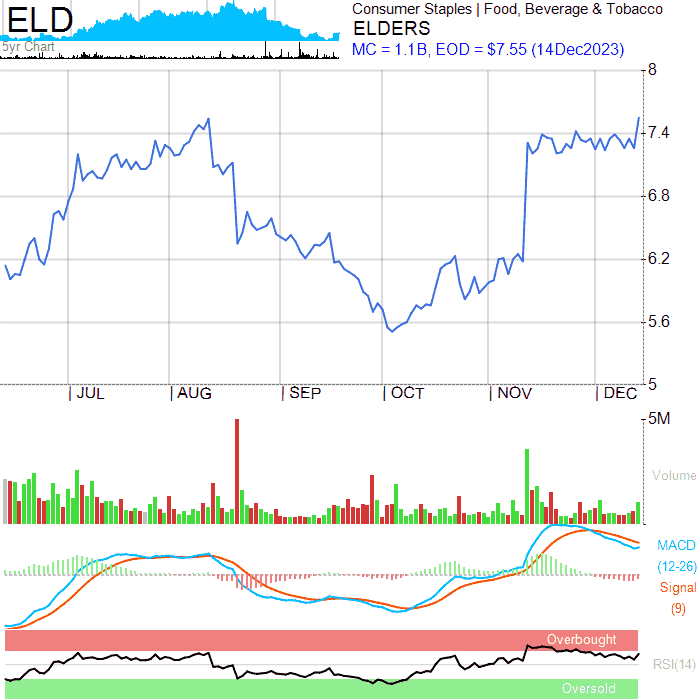 ELD
5yr Chart
Consumer Staples | Food, Beverage & Tobacco
ELDERS
MC = 1.1B, EOD = $7.55 (14Dec2023)
8
7.4
6.8
6.2
5.6
5
JUL AUG SEP OCT NOV DEC
5M
Volume
MACD
(12-26)
Signal
(9)
Overbought
RSI(14)
Oversold